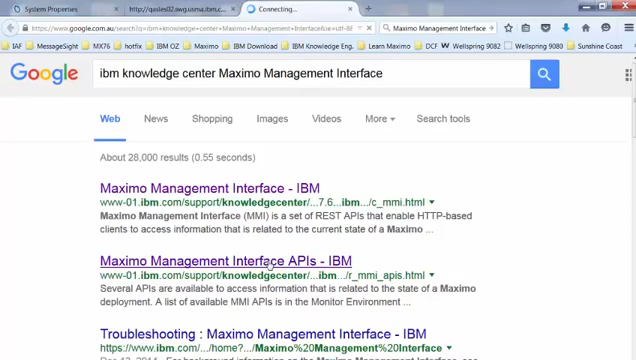 System Properties
http://qasles02.swg.usma.ibm.c...
Connecting...
https://www.google.com.au/search?q=ibm+knowledge+center+Maximo+Management+Interface&ie=utf-8&
Maximo Management Interface
IAF MessageSight MX76 firefox IBM OZ Maximo IBM Download IBM Knowledge Eng. Learn Maximo DCF Wellspring 9082 Wellspring 9092 Sunshine Coast
Google
ibm knowledge center Maximo Management Interface
Web News Shopping Images Videos More Search tools
About 28,000 results (0.55 seconds)
Maximo Management Interface - IBM
www-01.ibm.com/support/knowledgecenter/...7.6...ibm.../c_mmi.html
Maximo Management Interface (MMI) is a set of REST APIs that enable HTTP-based
clients to access information that is related to the current state of a Maximo ...
Maximo Management Interface APIs - IBM
www-01.ibm.com/support/knowledgecenter/...ibm.../r_mmi_apis.html
Several APIs are available to access information that is related to the state of a Maximo
deployment. A list of available MMI APIs is in the Monitor Environment ...
Troubleshooting : Maximo Management Interface - IBM
https://www.ibm.com/.../home?.../Maximo%20Management%20Interface